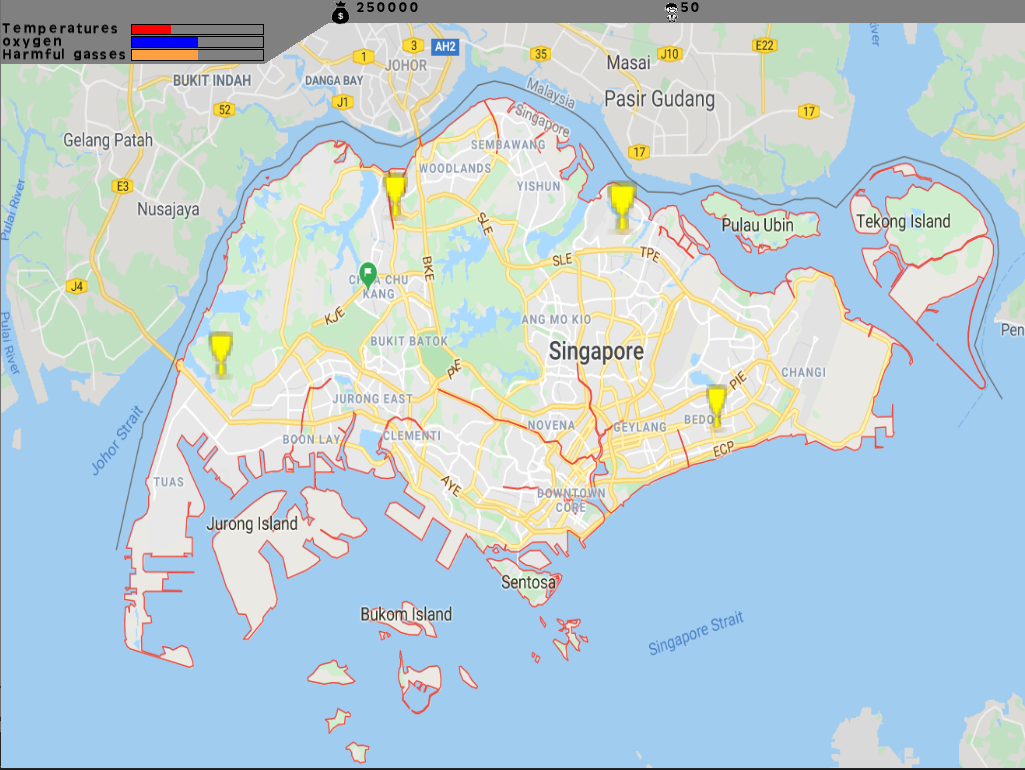 250000
50
Temperatures
oxygen
Harmful gasses
3
AH2
35
J10
E22
River
1
JOHOR
Masai
BUKIT INDAH
DANGA BAY
Malaysia
Pasir Gudang
52
J1
Singapore
17
Gelang Patah
SEMBAWANG
17
WOODLANDS
E3
YISHUN
Pulai River
Nusajaya
SLE
Pulau Ubin
Tekong Island
SLE
TPE
BKE
J4
CHOA CHU
KANG
KJE
ANG MO KIO
Pen
Pulai River
BUKIT BATOK
Singapore
PIE
PIE
CHANGI
JURONG EAST
BEDO
Johor Strait
NOVENA
GEYLANG
BOON LAY
CLEMENTI
ECP
TUAS
AYE
DOWNTOWN
CORE
Jurong Island
Sentosa
Bukom Island
Singapore Strait